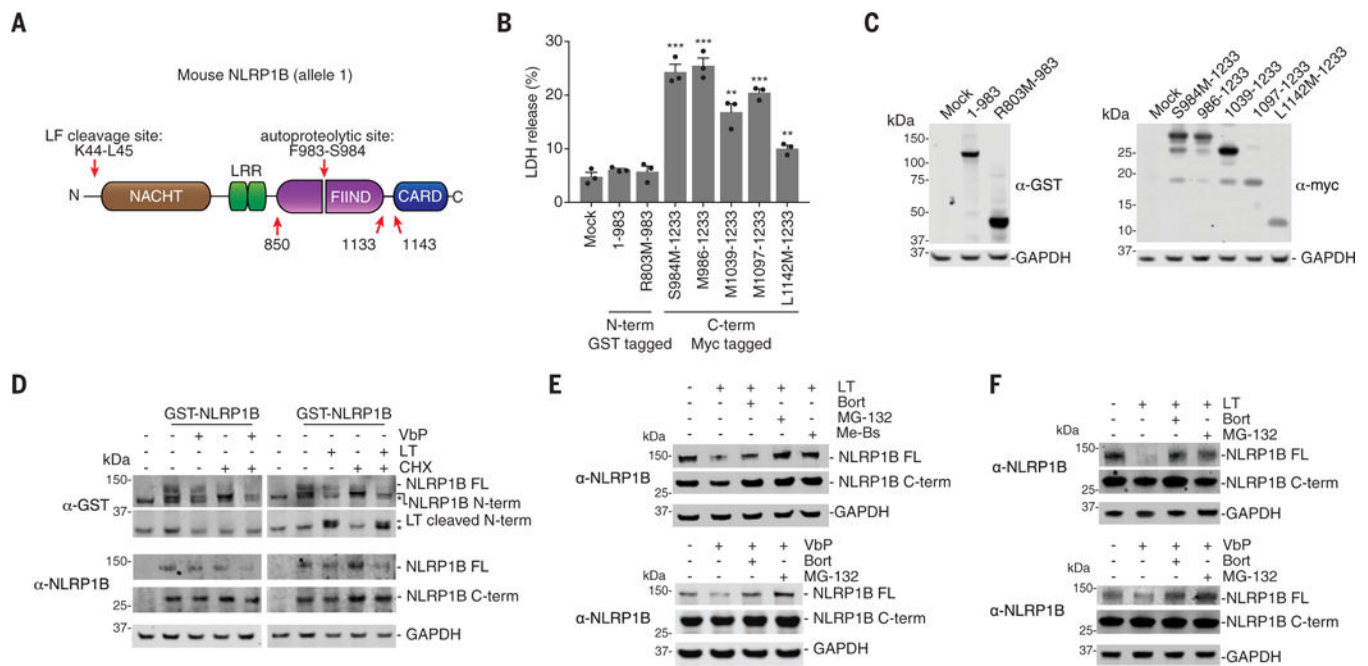 A
Mouse NLRP1B (allele 1)
LF cleavage site:
K44-L45
autoproteolytic site:
F983-S984
LRR
N
NACHT
FIIND
CARD
C
850
1133
1143
B
LDH release (%)
30
20
10
0
***
***
**
***
**
Mock
1-983
R803M-983
S984M-1233
M986-1233
M1039-1233
M1097-1233
L1142M-1233
N-term
GST tagged
C-term
Myc tagged
C
Mock
1-983
R803M-983
kDa
150-
100-
75-
50-
37-
α-GST
37-
-GAPDH
Mock
S984M-1233
986-1233
1039-1233
1097-1233
L1142M-1233
kDa
25-
20-
15-
10-
α-myc
37-
-GAPDH
D
GST-NLRP1B
GST-NLRP1B
- - + - + - - - - - VbP
- - - - - - - + - + LT
- - - + + - - - + + CHX
kDa
α-GST
150-
- NLRP1B FL
NLRP1B N-term
37-
LT cleaved N-term
α-NLRP1B
150-
- NLRP1B FL
25-
- NLRP1B C-term
37-
- GAPDH
E
- + + + + LT
- - + - - Bort
- - - + - MG-132
- - - - + Me-Bs
kDa
α-NLRP1B
150-
- NLRP1B FL
25-
- NLRP1B C-term
37-
-GAPDH
- + + + VbP
- - + - Bort
- - - + MG-132
kDa
α-NLRP1B
150-
- NLRP1B FL
25-
- NLRP1B C-term
37-
- GAPDH
F
- + + + LT
- - + - Bort
- - - + MG-132
kDa
α-NLRP1B
150-
-NLRP1B FL
25-
-NLRP1B C-term
37-
-GAPDH
- + + + VbP
- - + - Bort
- - - + MG-132
kDa
α-NLRP1B
150-
-NLRP1B FL
25-
-NLRP1B C-term
37-
- GAPDH